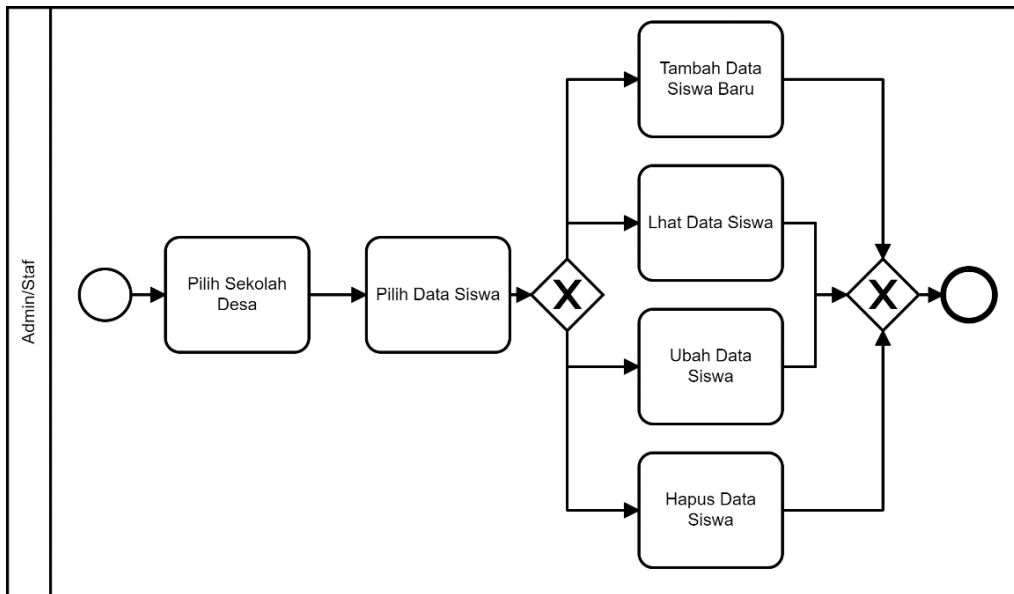 Admin/Staf
Pilih Sekolah
Desa
Pilih Data Siswa
X
Tambah Data
Siswa Baru
Lhat Data Siswa
Ubah Data
Siswa
Hapus Data
Siswa
X